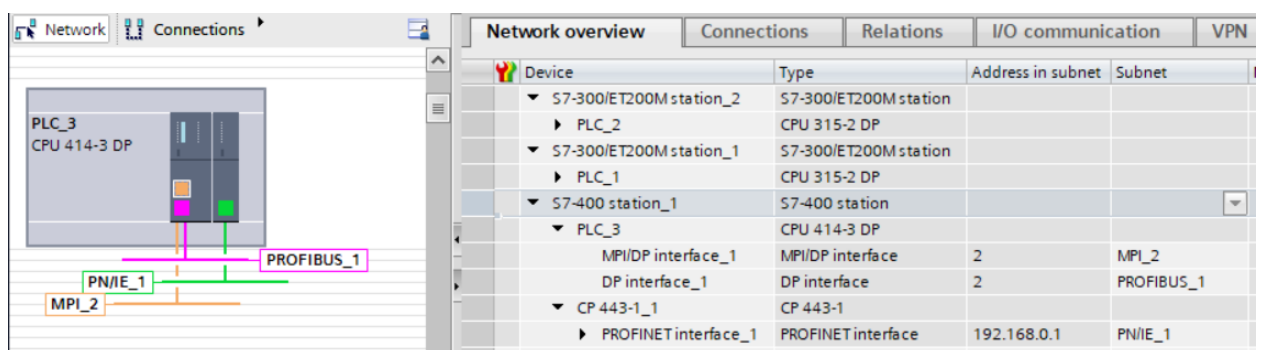 Network Connections
PLC_3
CPU 414-3 DP
PROFIBUS_1
PN/IE_1
MPI_2
Network overview Connections Relations I/O communication VPN
Device Type Address in subnet Subnet
S7-300/ET200M station_2 S7-300/ET200M station
PLC_2 CPU 315-2 DP
S7-300/ET200M station_1 S7-300/ET200M station
PLC_1 CPU 315-2 DP
S7-400 station_1 S7-400 station
PLC_3 CPU 414-3 DP
MPI/DP interface_1 MPI/DP interface 2 MPI_2
DP interface_1 DP interface 2 PROFIBUS_1
CP 443-1_1 CP 443-1
PROFINET interface_1 PROFINET interface 192.168.0.1 PN/IE_1